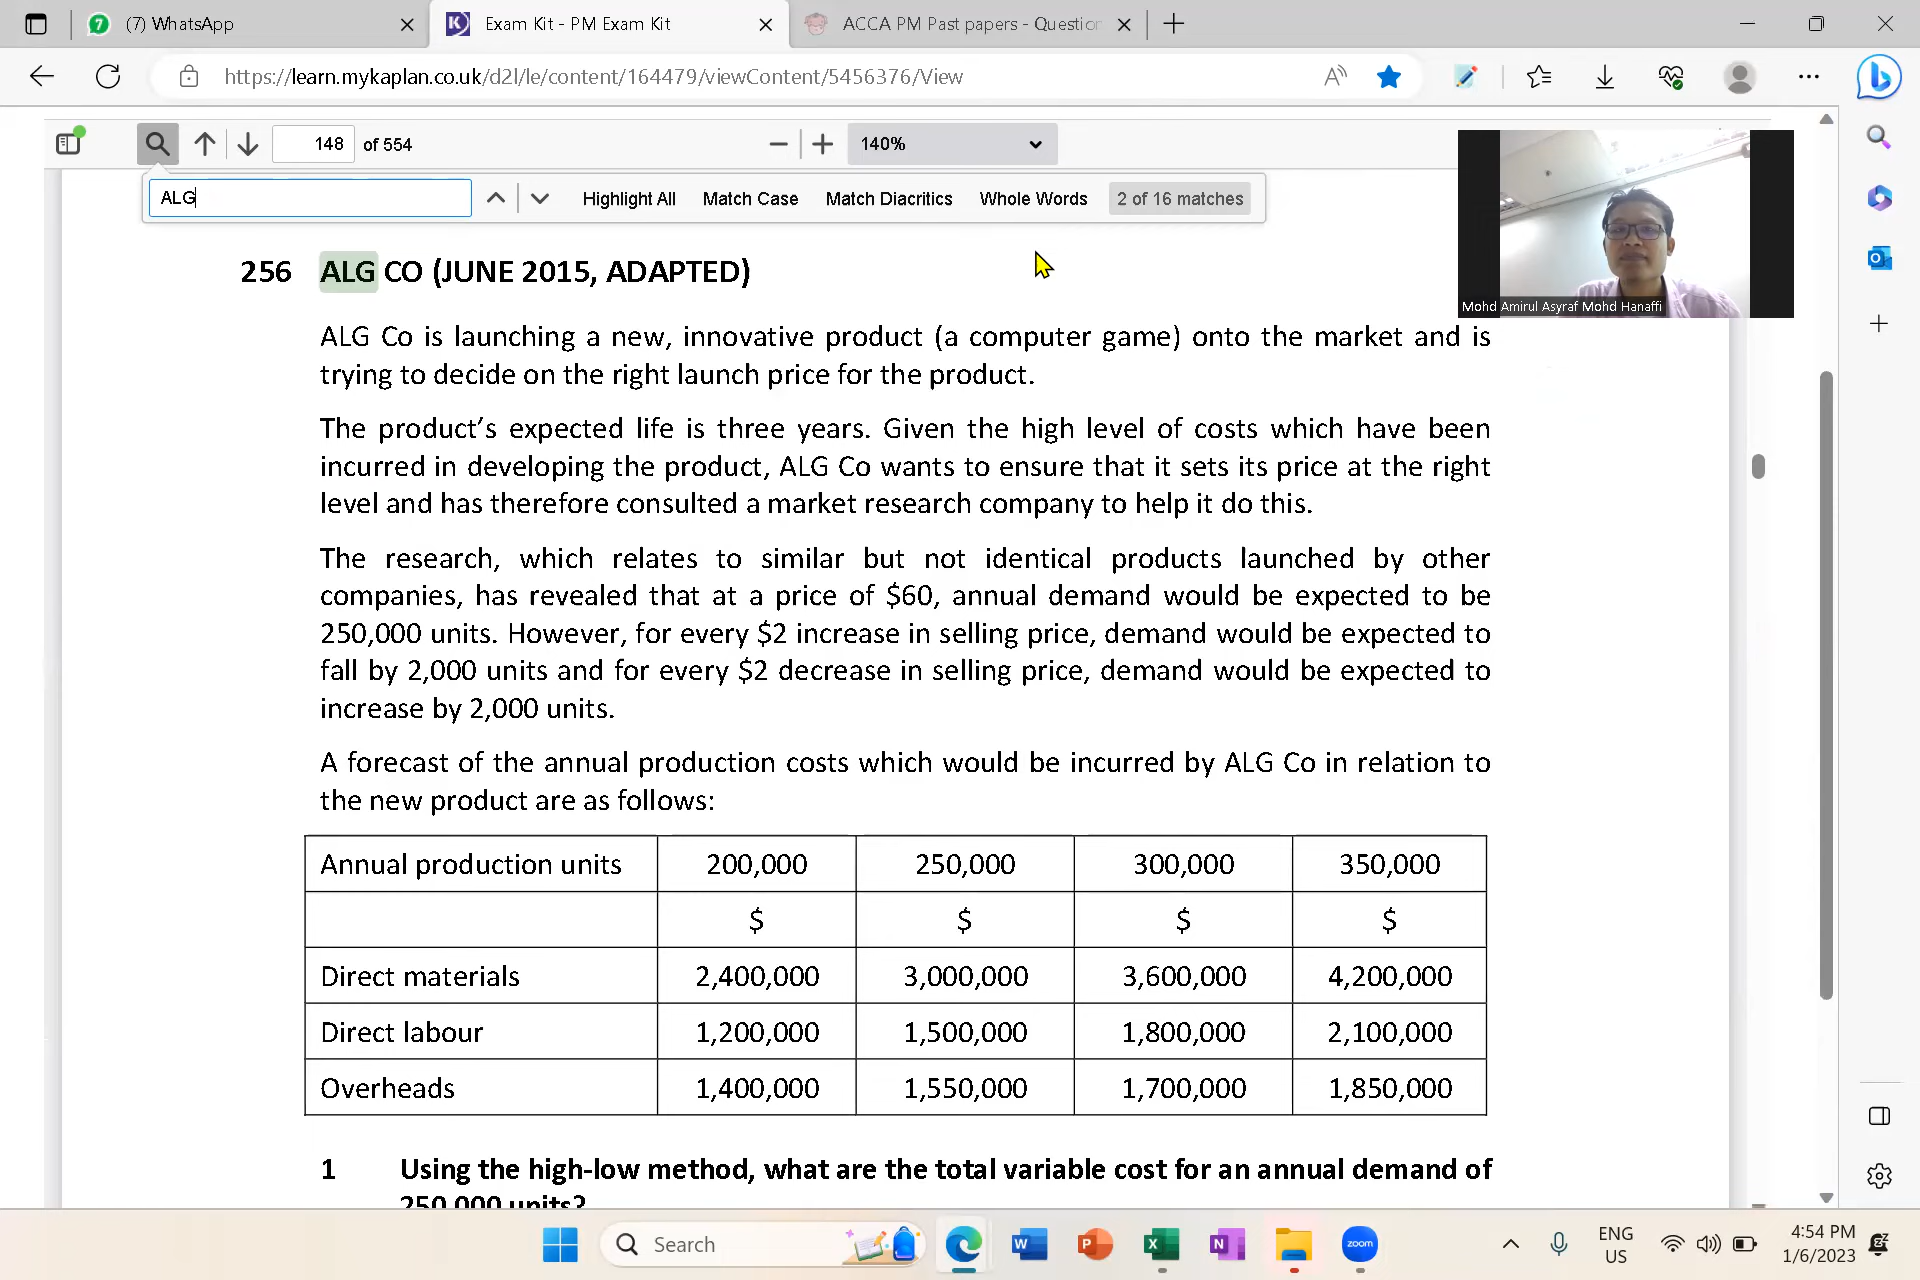 (7) WhatsApp
Exam Kit - PM Exam Kit
ACCA PM Past papers - Question
https://learn.mykaplan.co.uk/d2l/le/content/164479/viewContent/5456376/View
148 of 554
140%
ALG
Highlight All Match Case Match Diacritics Whole Words 2 of 16 matches
Mohd Amirul Asyraf Mohd Hanaffi
256 ALG CO (JUNE 2015, ADAPTED)
ALG Co is launching a new, innovative product (a computer game) onto the market and is
trying to decide on the right launch price for the product.
The product’s expected life is three years. Given the high level of costs which have been
incurred in developing the product, ALG Co wants to ensure that it sets its price at the right
level and has therefore consulted a market research company to help it do this.
The research, which relates to similar but not identical products launched by other
companies, has revealed that at a price of $60, annual demand would be expected to be
250,000 units. However, for every $2 increase in selling price, demand would be expected to
fall by 2,000 units and for every $2 decrease in selling price, demand would be expected to
increase by 2,000 units.
A forecast of the annual production costs which would be incurred by ALG Co in relation to
the new product are as follows:
Annual production units 200,000 250,000 300,000 350,000
$ $ $ $
Direct materials 2,400,000 3,000,000 3,600,000 4,200,000
Direct labour 1,200,000 1,500,000 1,800,000 2,100,000
Overheads 1,400,000 1,550,000 1,700,000 1,850,000
1 Using the high-low method, what are the total variable cost for an annual demand of
250,000 units?
Search
zoom
ENG
US
4:54 PM
1/6/2023